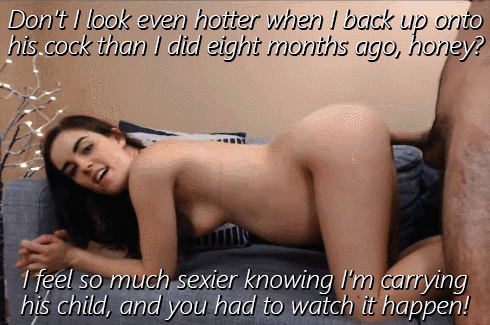 Don't I look even hotter when I back up onto
his cock than I did eight months ago, honey?
I feel so much sexier knowing I'm carrying
his child, and you had to watch it happen!